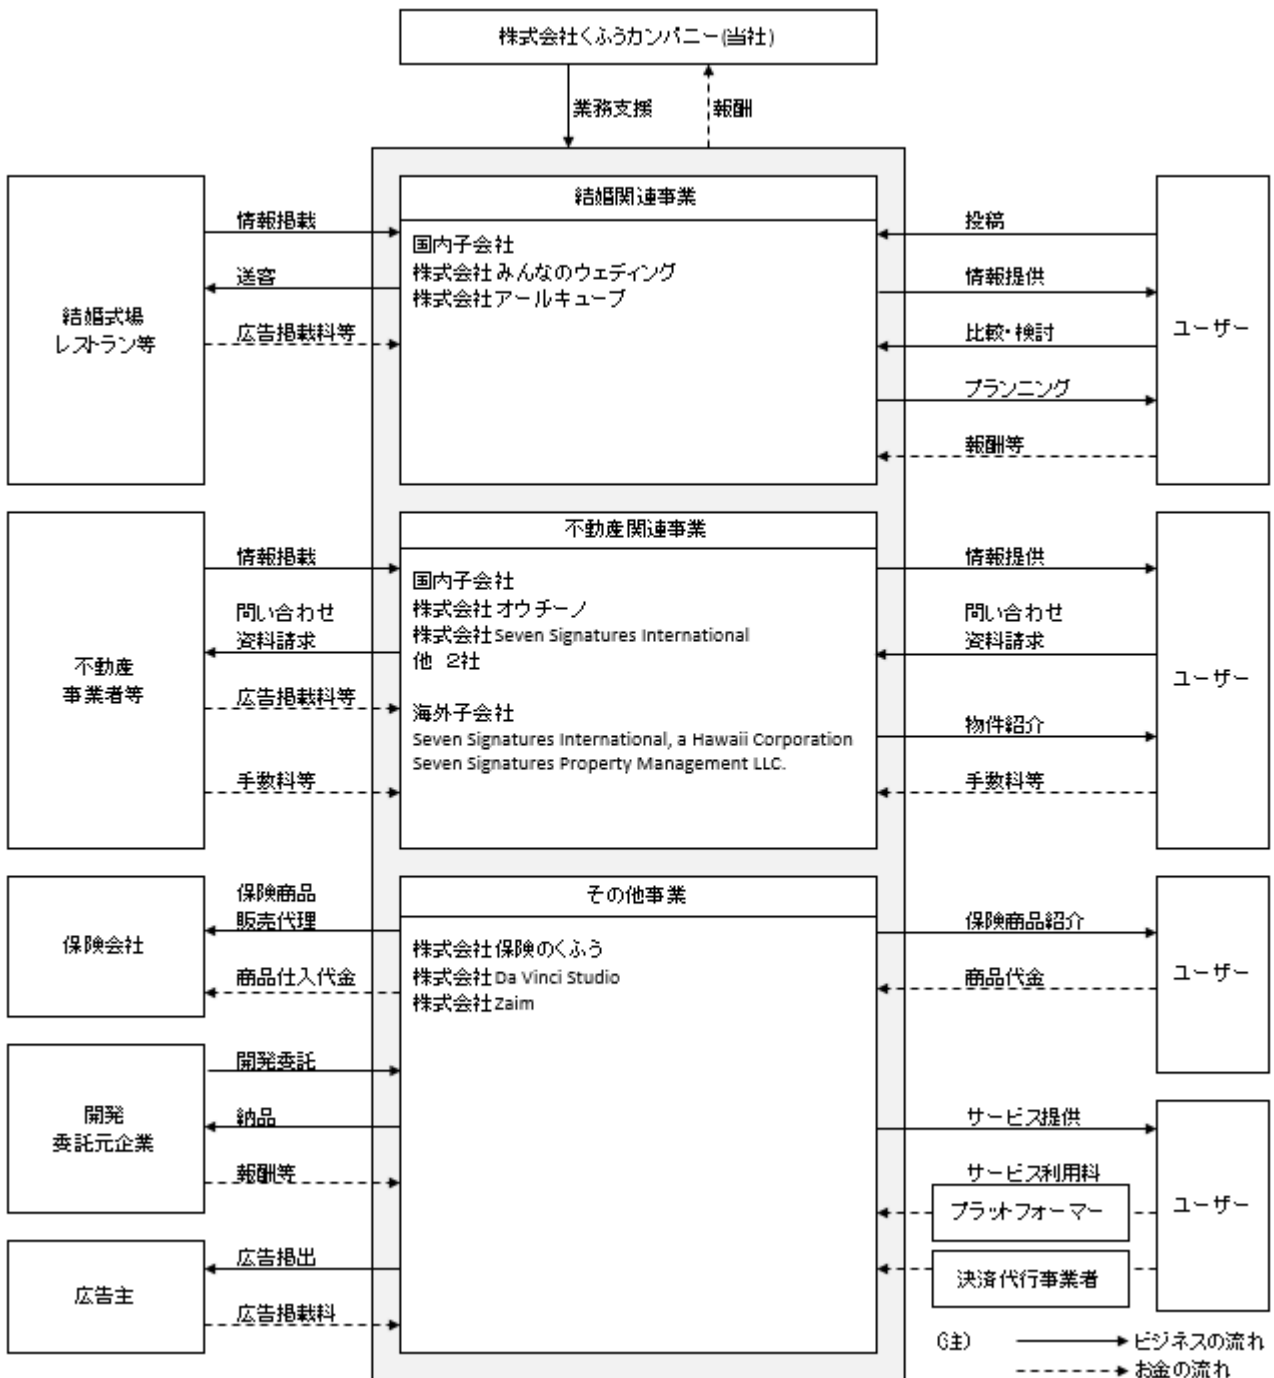 株式会社くふうカンパニー(当社)
業務支援
報酬
結婚式場
レストラン等
情報掲載
送客
広告掲載料等
結婚関連事業
国内子会社
株式会社みんなのウェディング
株式会社アールキューブ
投稿
情報提供
比較・検討
プランニング
報酬等
ユーザー
不動産
事業者等
情報掲載
問い合わせ
資料請求
広告掲載料等
手数料等
不動産関連事業
国内子会社
株式会社オウチーノ
株式会社Seven Signatures International
他 2社
海外子会社
Seven Signatures International, a Hawaii Corporation
Seven Signatures Property Management LLC.
情報提供
問い合わせ
資料請求
物件紹介
手数料等
ユーザー
保険会社
保険商品
販売代理
商品仕入代金
その他事業
株式会社保険のくふう
株式会社Da Vinci Studio
株式会社Zaim
保険商品紹介
商品代金
ユーザー
開発
委託元企業
開発委託
納品
報酬等
サービス提供
サービス利用料
プラットフォーマー
決済代行事業者
ユーザー
広告主
広告掲出
広告掲載料
(注)
ビジネスの流れ
お金の流れ